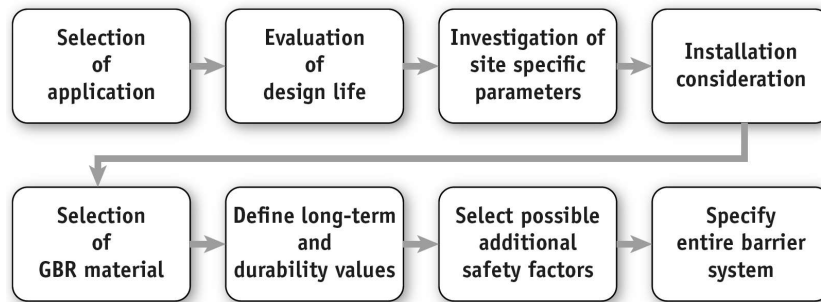 Selection
of
application
Evaluation
of
design life
Investigation of
site specific
parameters
Installation
consideration
Selection
of
GBR material
Define long-term
and
durability values
Select possible
additional
safety factors
Specify
entire barrier
system